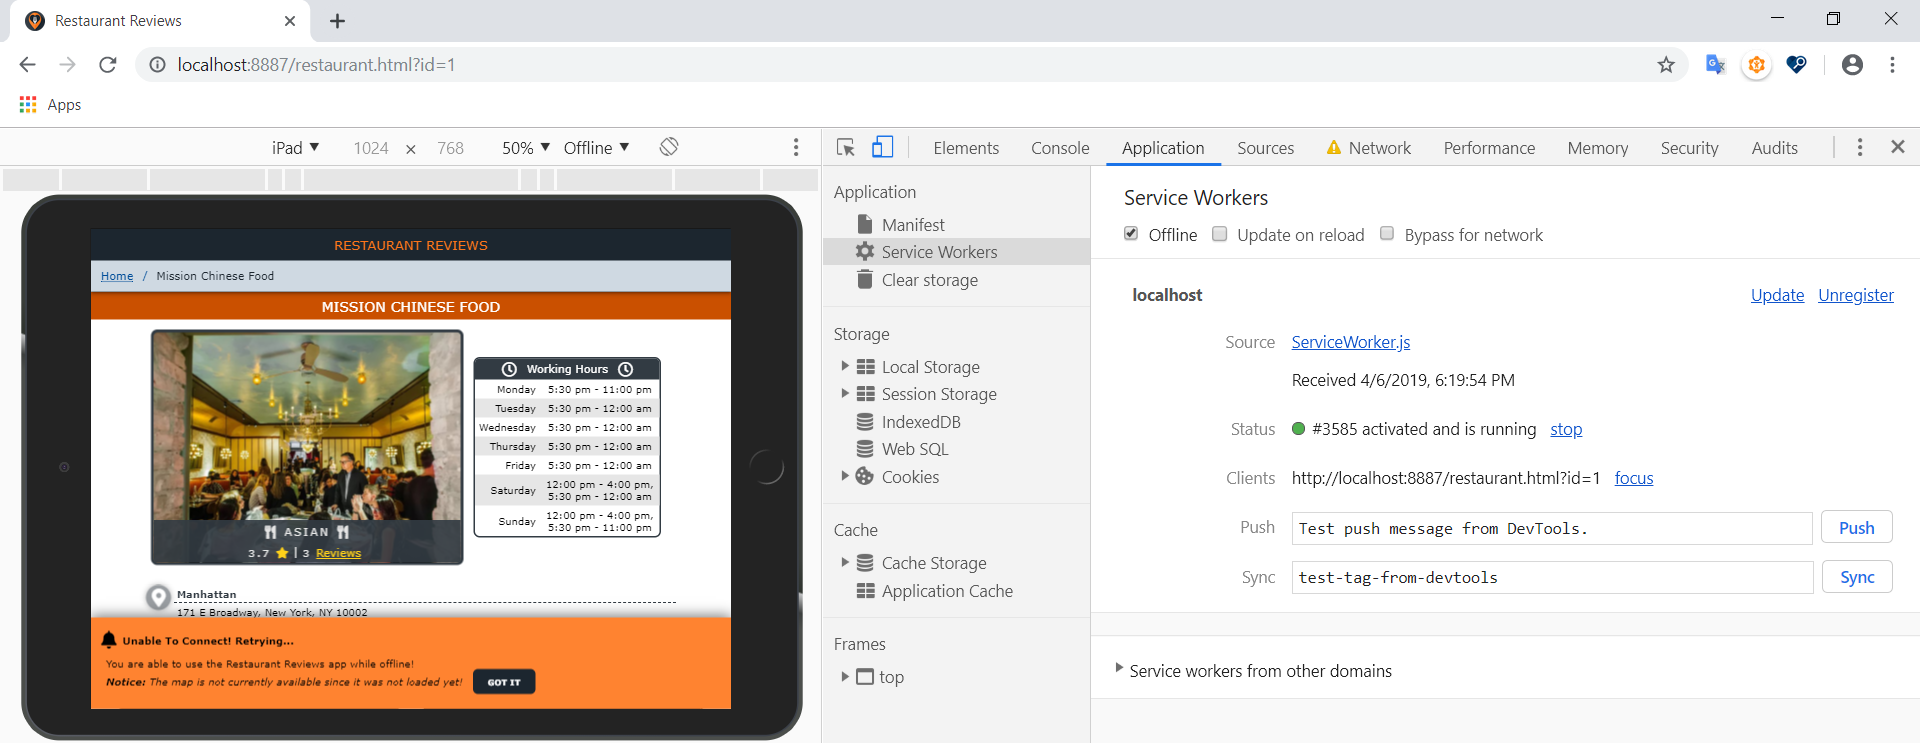 Restaurant Reviews
localhost:8887/restaurant.html?id=1
Apps
iPad 1024 × 768 50% Offline
Elements Console Application Sources Network Performance Memory Security Audits
RESTAURANT REVIEWS
Home / Mission Chinese Food
MISSION CHINESE FOOD
Working Hours
Monday 5:30 pm - 11:00 pm
Tuesday 5:30 pm - 12:00 am
Wednesday 5:30 pm - 12:00 am
Thursday 5:30 pm - 12:00 am
Friday 5:30 pm - 12:00 am
Saturday 12:00 pm - 4:00 pm,
5:30 pm - 12:00 am
Sunday 12:00 pm - 4:00 pm,
5:30 pm - 11:00 pm
ASIAN
3.7 | 3 Reviews
Manhattan
171 E Broadway, New York, NY 10002
Unable To Connect! Retrying...
You are able to use the Restaurant Reviews app while offline!
Notice: The map is not currently available since it was not loaded yet!
GOT IT
Application
Manifest
Service Workers
Clear storage
Storage
Local Storage
Session Storage
IndexedDB
Web SQL
Cookies
Cache
Cache Storage
Application Cache
Frames
top
Service Workers
Offline Update on reload Bypass for network
localhost Update Unregister
Source ServiceWorker.js
Received 4/6/2019, 6:19:54 PM
Status #3585 activated and is running stop
Clients http://localhost:8887/restaurant.html?id=1 focus
Push Test push message from DevTools. Push
Sync test-tag-from-devtools Sync
Service workers from other domains